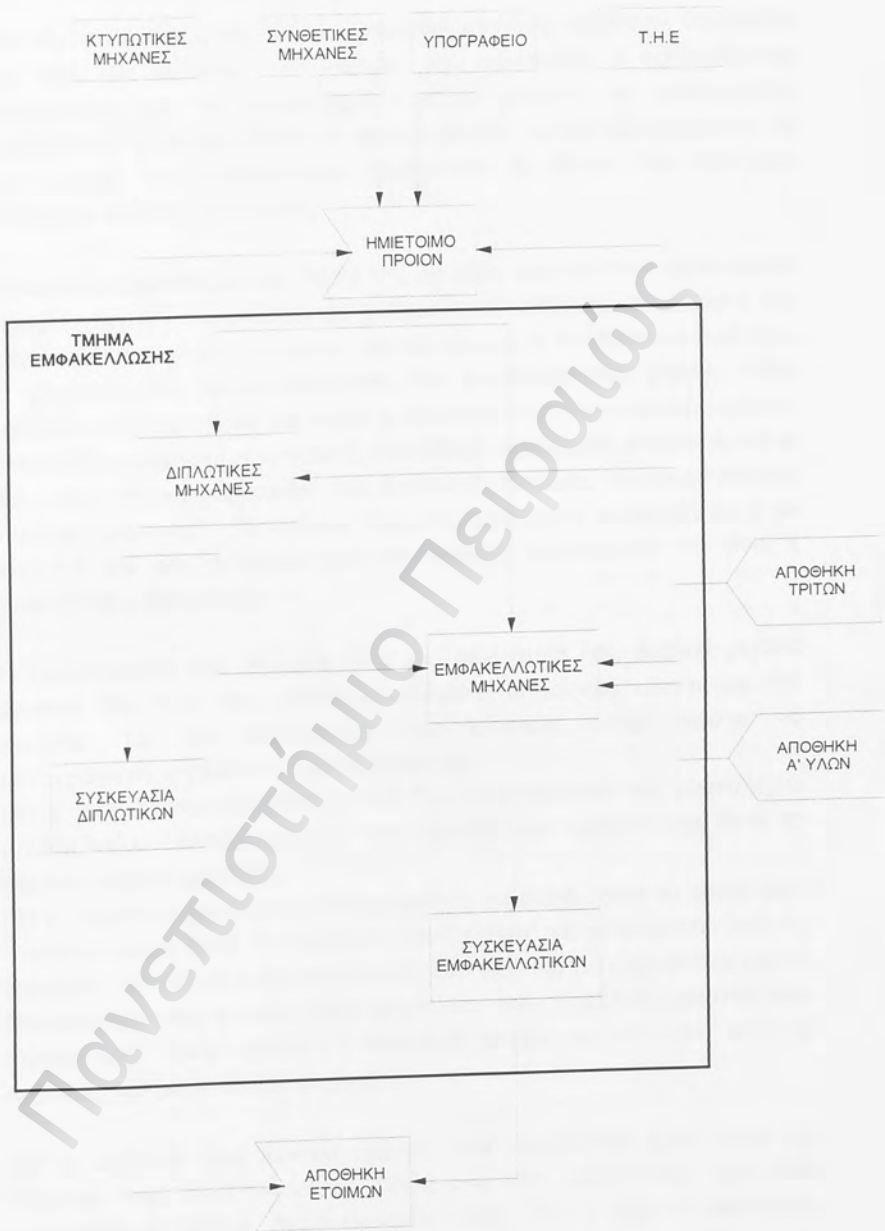 ΚΤΥΠΩΤΙΚΕΣ
ΜΗΧΑΝΕΣ
ΣΥΝΘΕΤΙΚΕΣ
ΜΗΧΑΝΕΣ
ΥΠΟΓΡΑΦΕΙΟ
Τ.Η.Ε
ΗΜΙΕΤΟΙΜΟ
ΠΡΟΙΟΝ
ΤΜΗΜΑ
ΕΜΦΑΚΕΛΛΩΣΗΣ
ΔΙΠΛΩΤΙΚΕΣ
ΜΗΧΑΝΕΣ
ΑΠΟΘΗΚΗ
ΤΡΙΤΩΝ
ΕΜΦΑΚΕΛΛΩΤΙΚΕΣ
ΜΗΧΑΝΕΣ
ΑΠΟΘΗΚΗ
Α' ΥΛΩΝ
ΣΥΣΚΕΥΑΣΙΑ
ΔΙΠΛΩΤΙΚΩΝ
ΣΥΣΚΕΥΑΣΙΑ
ΕΜΦΑΚΕΛΛΩΤΙΚΩΝ
ΑΠΟΘΗΚΗ
ΕΤΟΙΜΩΝ
Πανεπιστήμιο Πειραιώς